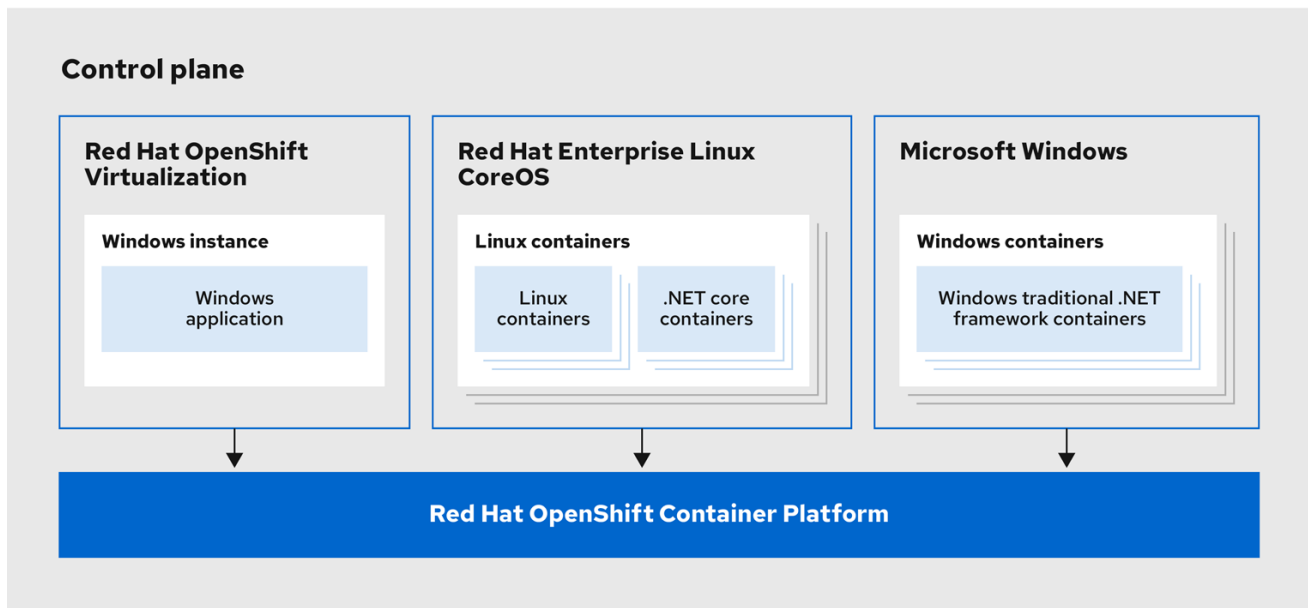 Control plane
Red Hat OpenShift
Virtualization
Windows instance
Windows
application
Red Hat Enterprise Linux
CoreOS
Linux containers
Linux
containers
.NET core
containers
Microsoft Windows
Windows containers
Windows traditional .NET
framework containers
Red Hat OpenShift Container Platform